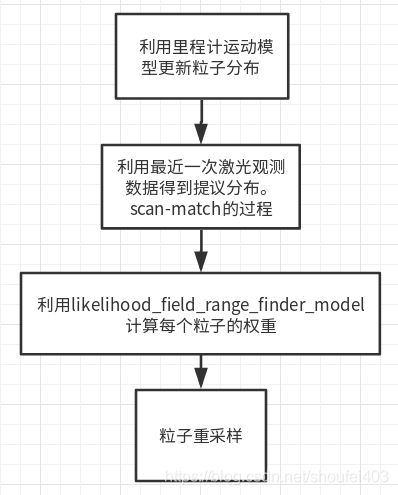 利用里程计运动模
型更新粒子分布
利用最近一次激光观测
数据得到提议分布。
scan-match的过程
利用likelihood_field_range_finder_model
计算每个粒子的权重
粒子重采样
https://blog.csdn.net/shoufei403